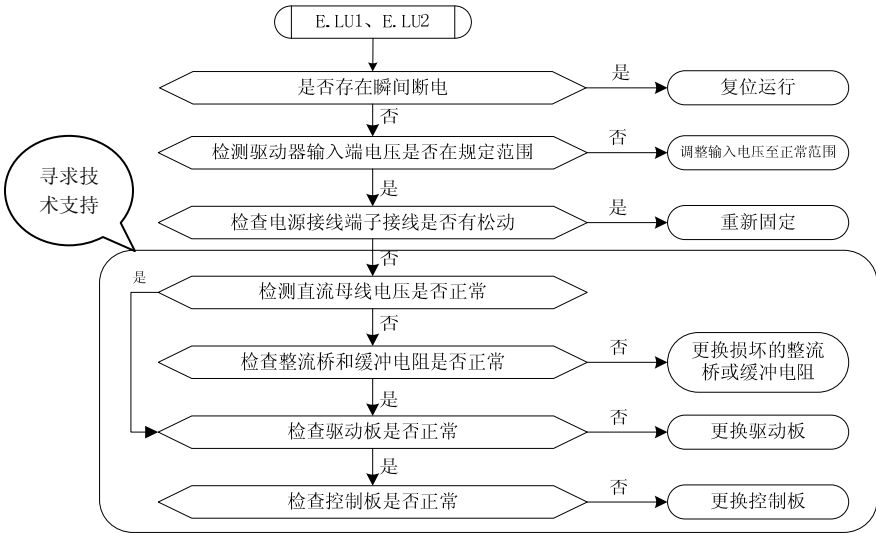 E.LU1、E.LU2
是否存在瞬间断电
是
复位运行
否
检测驱动器输入端电压是否在规定范围
否
调整输入电压至正常范围
寻求技
术支持
是
检查电源接线端子接线是否有松动
是
重新固定
否
是
检测直流母线电压是否正常
否
检查整流桥和缓冲电阻是否正常
否
更换损坏的整流
桥或缓冲电阻
是
检查驱动板是否正常
否
更换驱动板
是
检查控制板是否正常
否
更换控制板